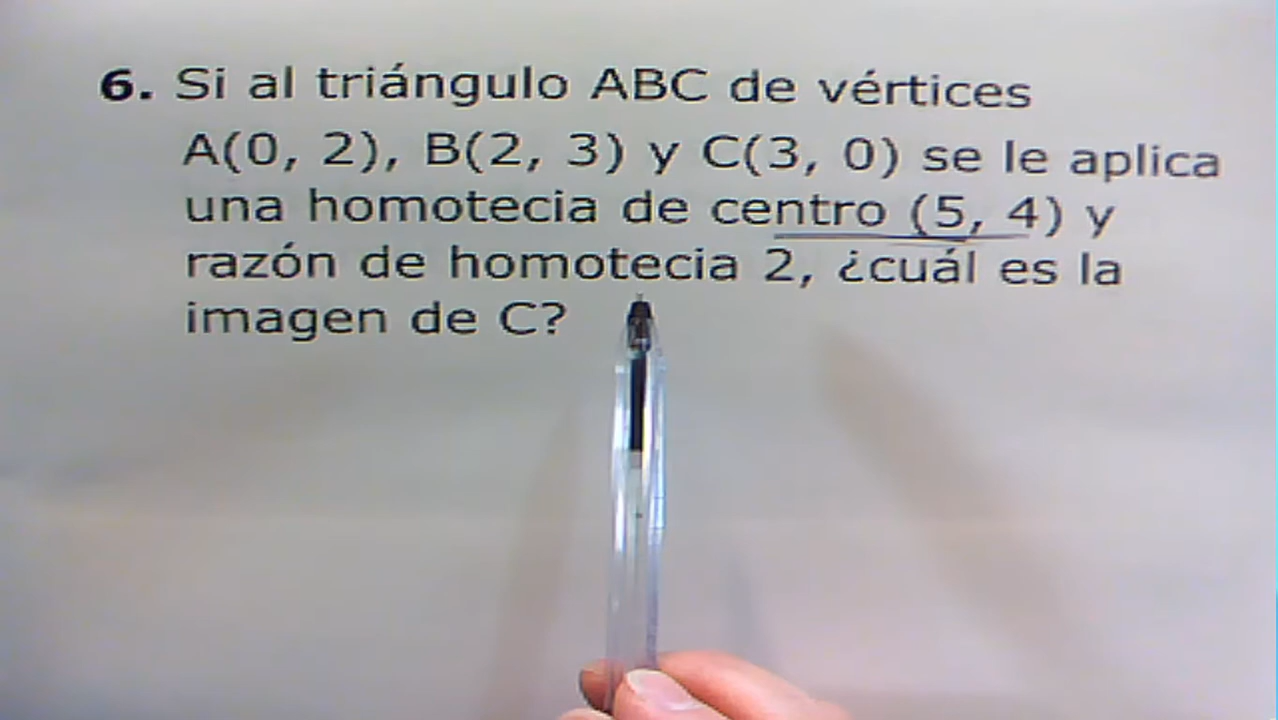 6. Si al triángulo ABC de vértices
A(0, 2), B(2, 3) y C(3, 0) se le aplica
una homotecia de centro (5, 4) y
razón de homotecia 2, ¿cuál es la
imagen de C?